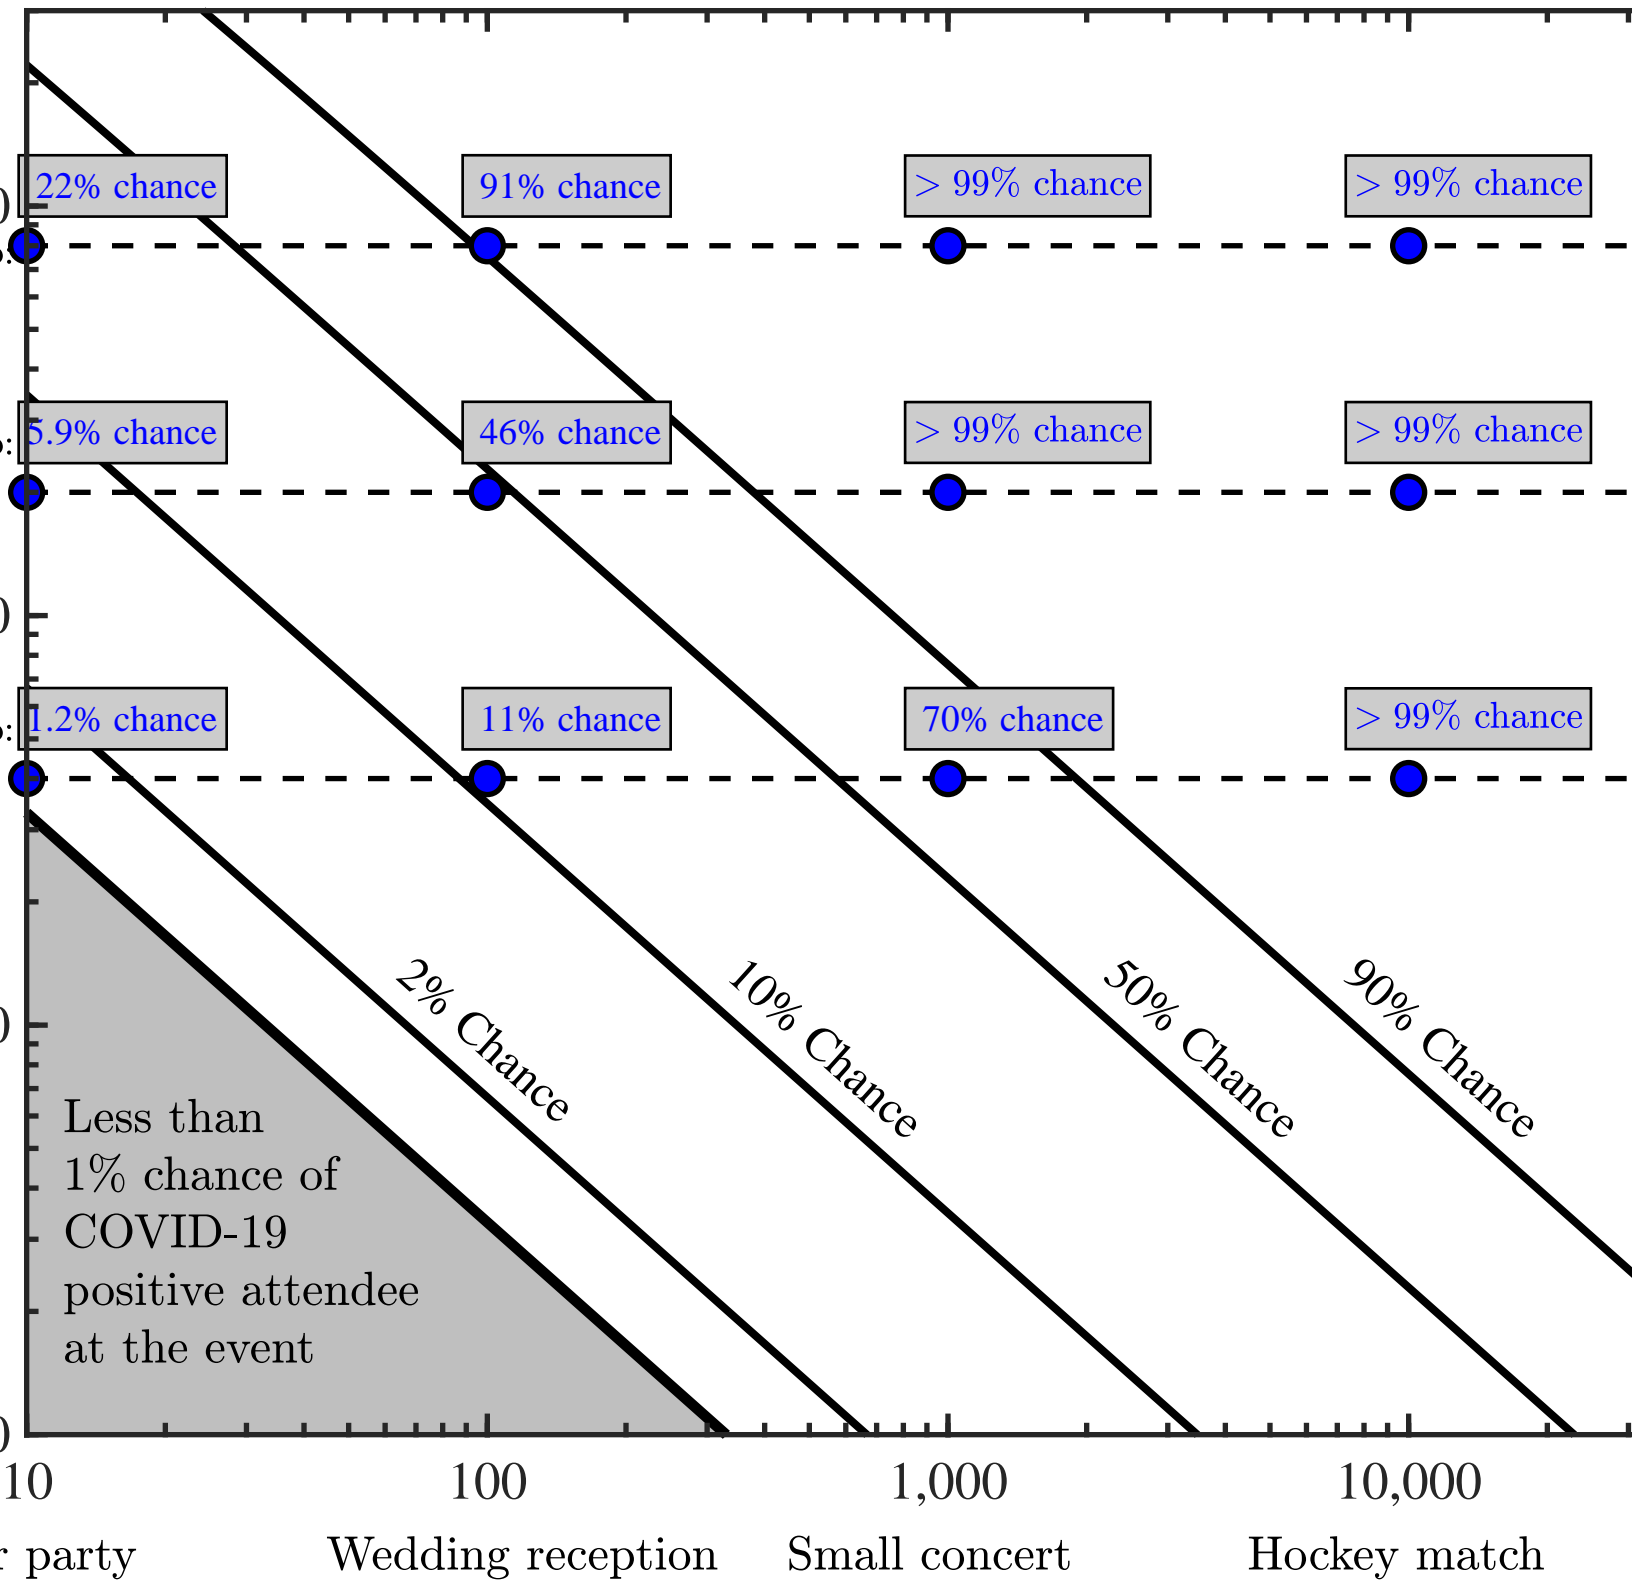 22% chance
91% chance
> 99% chance
> 99% chance
5.9% chance
46% chance
> 99% chance
> 99% chance
1.2% chance
11% chance
70% chance
> 99% chance
2% Chance
10% Chance
50% Chance
90% Chance
Less than
1% chance of
COVID-19
positive attendee
at the event
10
100
1,000
10,000
party
Wedding reception
Small concert
Hockey match